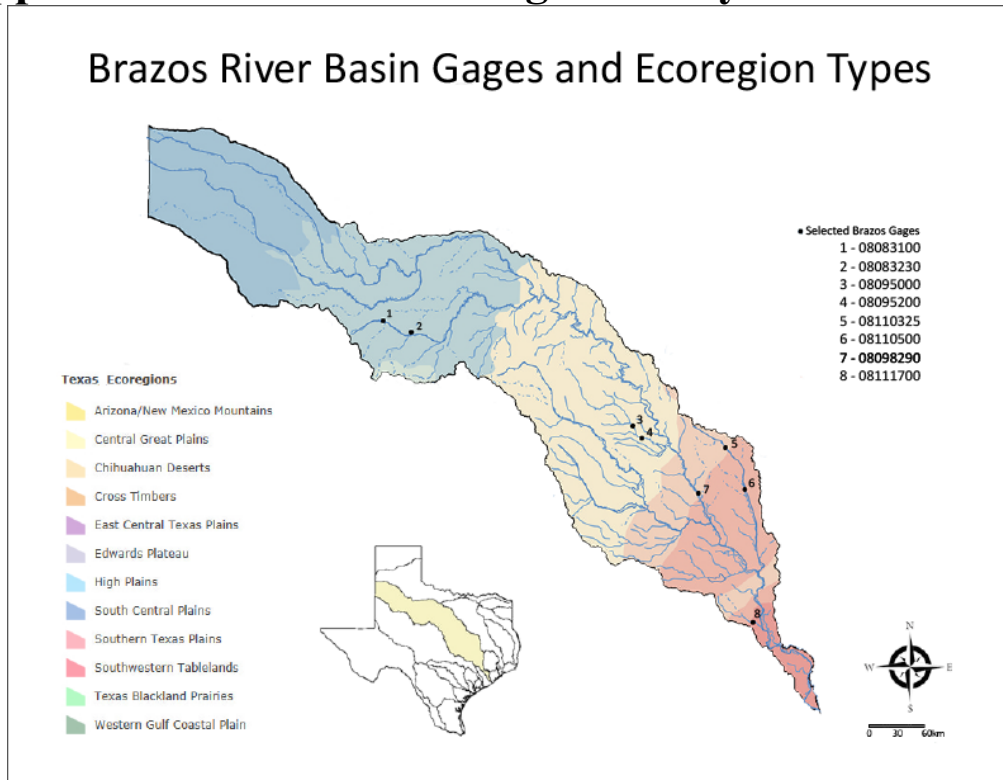 Brazos River Basin Gages and Ecoregion Types
Selected Brazos Gages
1 - 08083100
2 - 08083230
3 - 08095000
4 - 08095200
5 - 08110325
6 - 08110500
7 - 08098290
8 - 08111700
1
2
3
4
5
6
7
8
Texas Ecoregions
Arizona/New Mexico Mountains
Central Great Plains
Chihuahuan Deserts
Cross Timbers
East Central Texas Plains
Edwards Plateau
High Plains
South Central Plains
Southern Texas Plains
Southwestern Tablelands
Texas Blackland Prairies
Western Gulf Coastal Plain
N
W E
S
0 30 60km